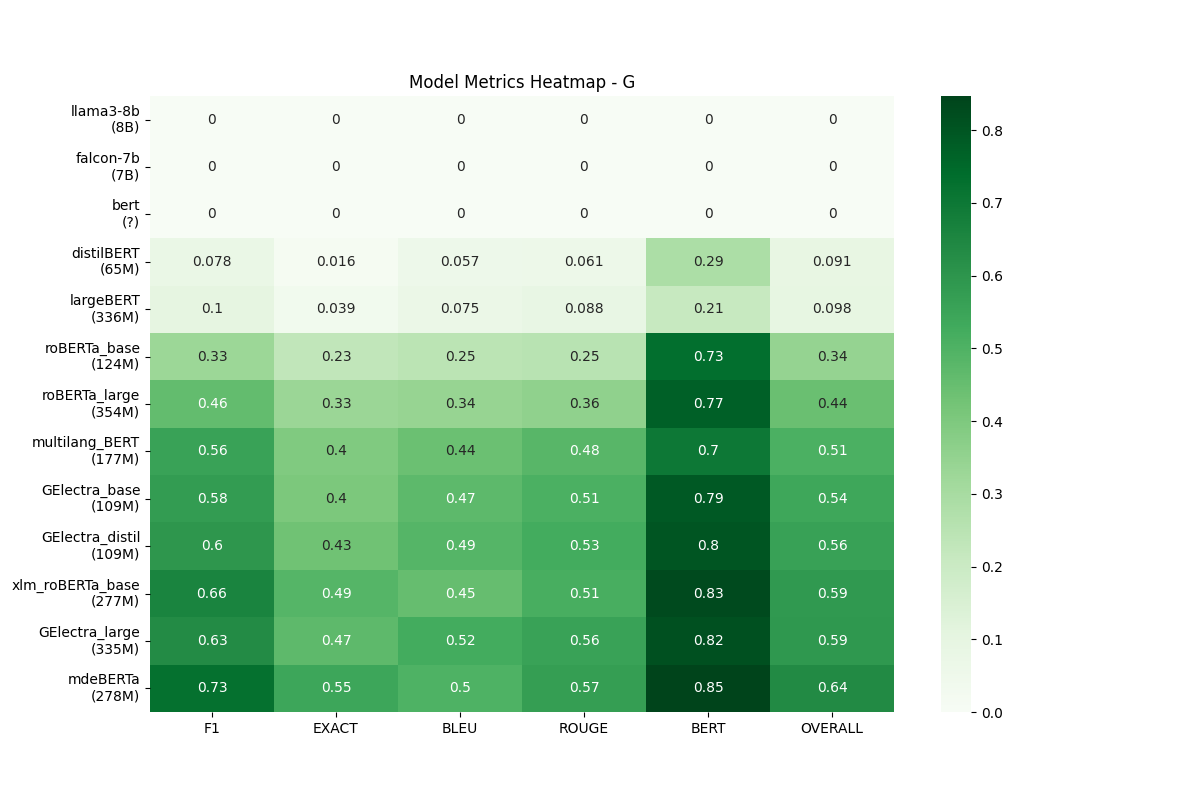 Model Metrics Heatmap - G
llama3-8b
(8B)
0 0 0 0 0 0
falcon-7b
(7B)
0 0 0 0 0 0
bert
(?)
0 0 0 0 0 0
distilBERT
(65M)
0.078 0.016 0.057 0.061 0.29 0.091
largeBERT
(336M)
0.1 0.039 0.075 0.088 0.21 0.098
roBERTa_base
(124M)
0.33 0.23 0.25 0.25 0.73 0.34
roBERTa_large
(354M)
0.46 0.33 0.34 0.36 0.77 0.44
multilang_BERT
(177M)
0.56 0.4 0.44 0.48 0.7 0.51
GElectra_base
(109M)
0.58 0.4 0.47 0.51 0.79 0.54
GElectra_distil
(109M)
0.6 0.43 0.49 0.53 0.8 0.56
xlm_roBERTa_base
(277M)
0.66 0.49 0.45 0.51 0.83 0.59
GElectra_large
(335M)
0.63 0.47 0.52 0.56 0.82 0.59
mdeBERTa
(278M)
0.73 0.55 0.5 0.57 0.85 0.64
F1 EXACT BLEU ROUGE BERT OVERALL
0.8
0.7
0.6
0.5
0.4
0.3
0.2
0.1
0.0